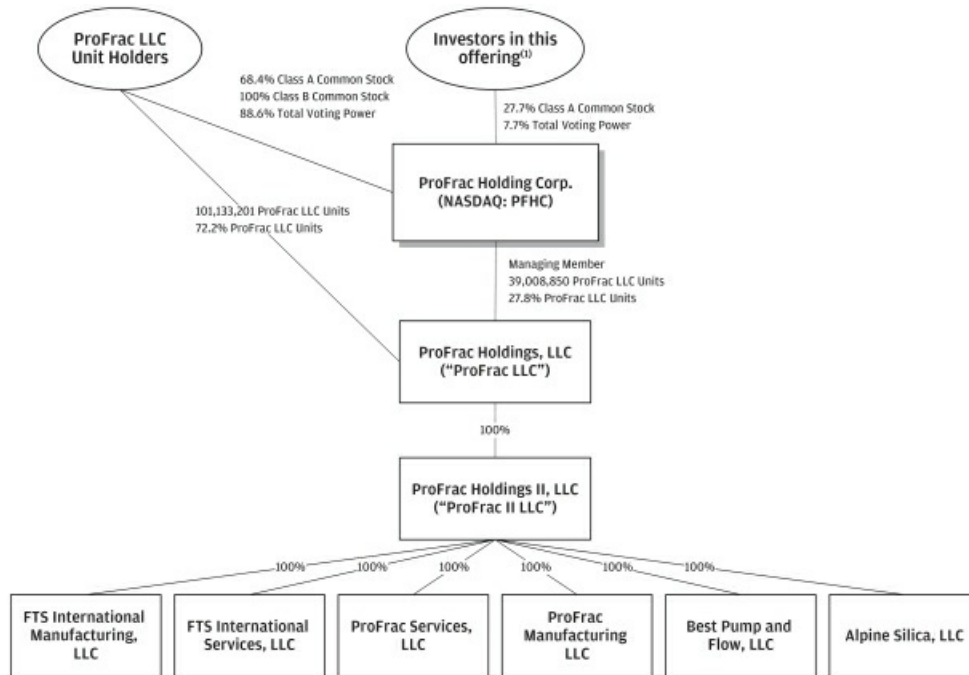 ProFrac LLC
Unit Holders
Investors in this
offering(1)
68.4% Class A Common Stock
100% Class B Common Stock
88.6% Total Voting Power
27.7% Class A Common Stock
7.7% Total Voting Power
ProFrac Holding Corp.
(NASDAQ: PFHC)
101,133,201 ProFrac LLC Units
72.2% ProFrac LLC Units
Managing Member
39,008,850 ProFrac LLC Units
27.8% ProFrac LLC Units
ProFrac Holdings, LLC
(“ProFrac LLC”)
100%
ProFrac Holdings II, LLC
(“ProFrac II LLC”)
100%
100%
100%
100%
100%
100%
FTS International
Manufacturing,
LLC
FTS International
Services, LLC
ProFrac Services,
LLC
ProFrac
Manufacturing
LLC
Best Pump and
Flow, LLC
Alpine Silica, LLC